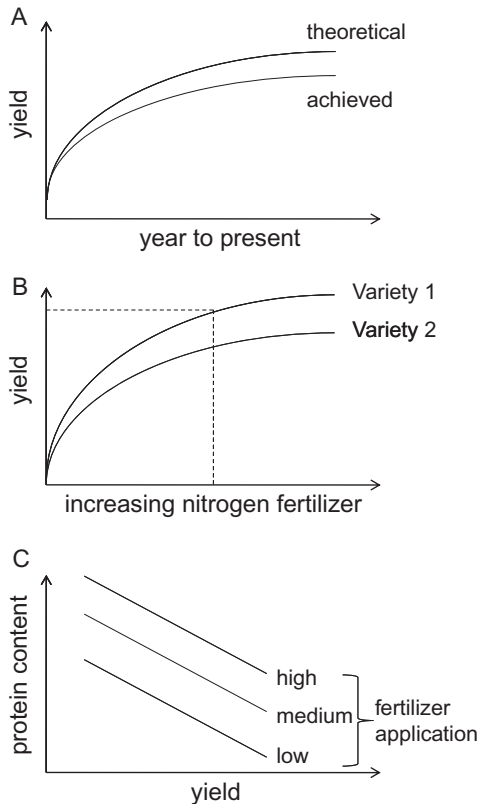 A
theoretical
achieved
yield
year to present
B
Variety 1
Variety 2
yield
increasing nitrogen fertilizer
C
protein content
high
medium
low
fertilizer
application
yield